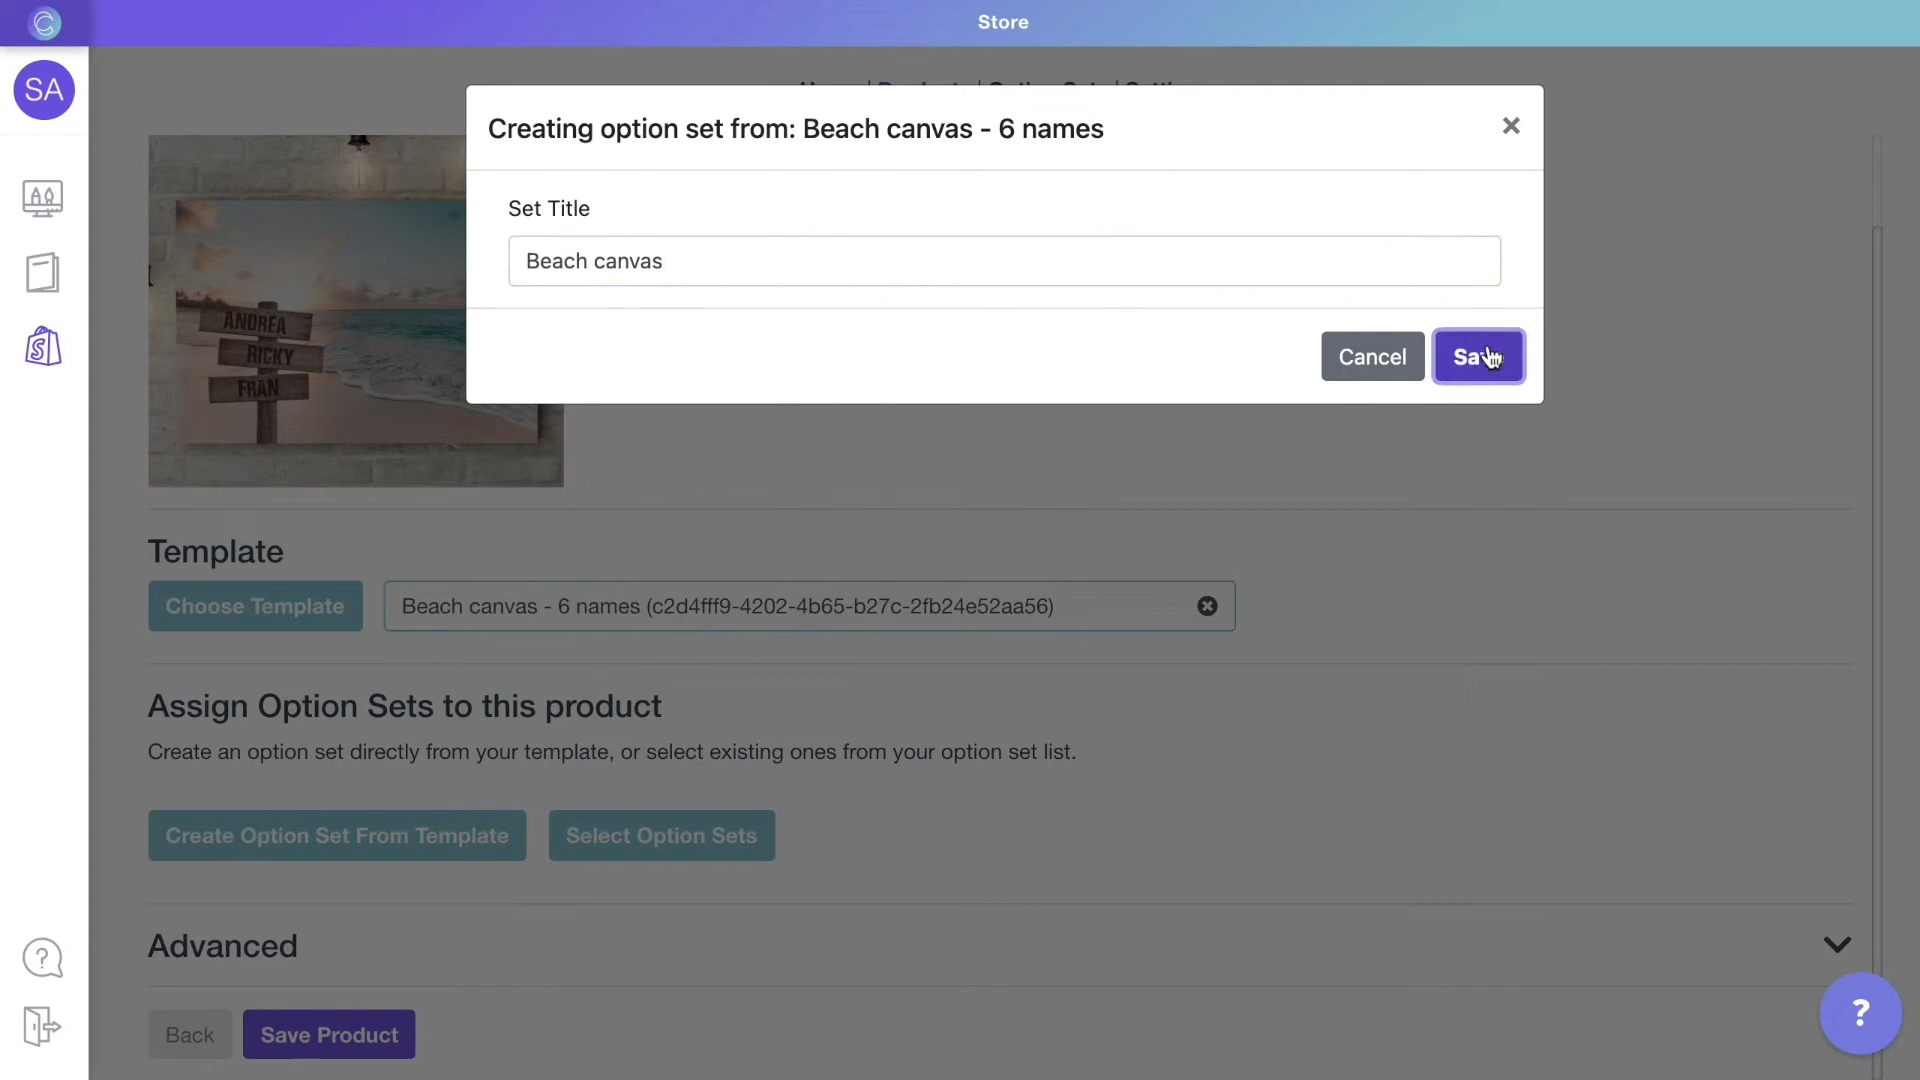 Store
SA
Creating option set from: Beach canvas - 6 names
Set Title
Beach canvas
Cancel
ANDREA
RICKY
FRAN
Template
Choose Template
Beach canvas - 6 names (c2d4fff9-4202-4b65-b27c-2fb24e52aa56)
Assign Option Sets to this product
Create an option set directly from your template, or select existing ones from your option set list.
Create Option Set From Template
Select Option Sets
Advanced
Back
Save Product
?